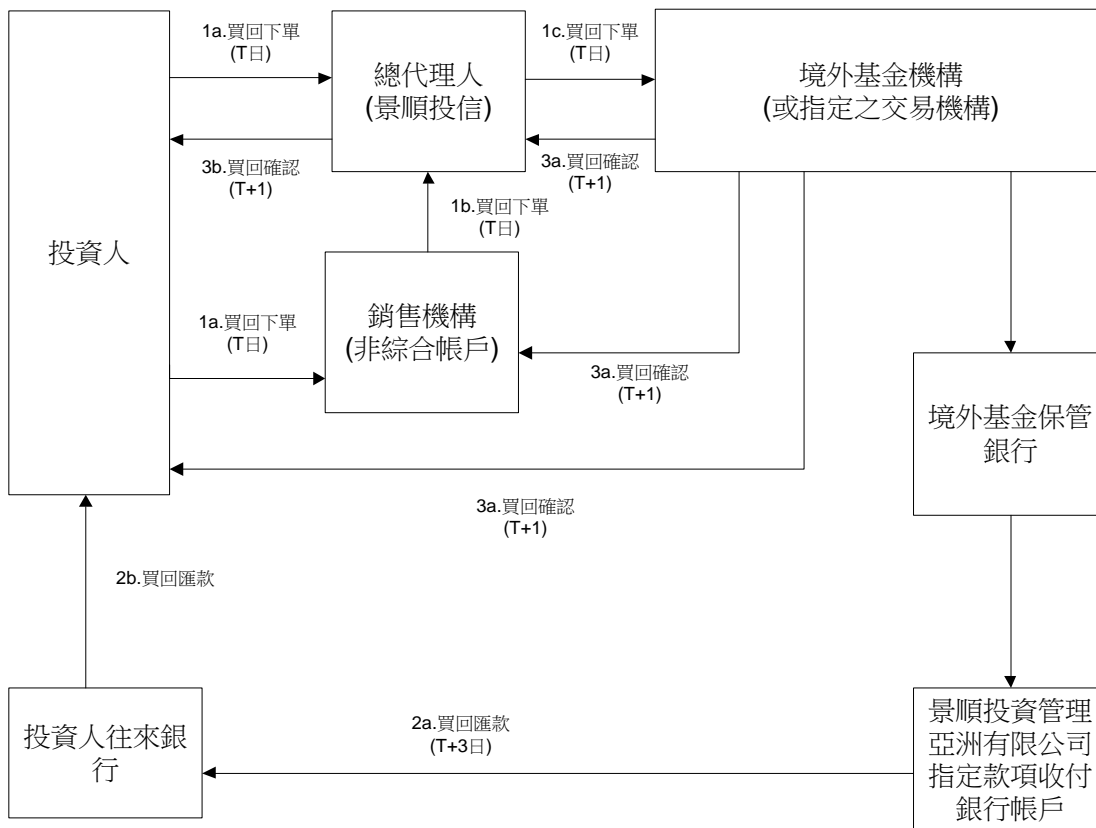 1a.買回下單
(T日)
1c.買回下單
(T日)
總代理人
(景順投信)
境外基金機構
(或指定之交易機構)
3b.買回確認
(T+1)
3a.買回確認
(T+1)
1b.買回下單
(T日)
投資人
銷售機構
(非綜合帳戶)
1a.買回下單
(T日)
3a.買回確認
(T+1)
境外基金保管
銀行
3a.買回確認
(T+1)
2b.買回匯款
投資人往來銀
行
2a.買回匯款
(T+3日)
景順投資管理
亞洲有限公司
指定款項收付
銀行帳戶